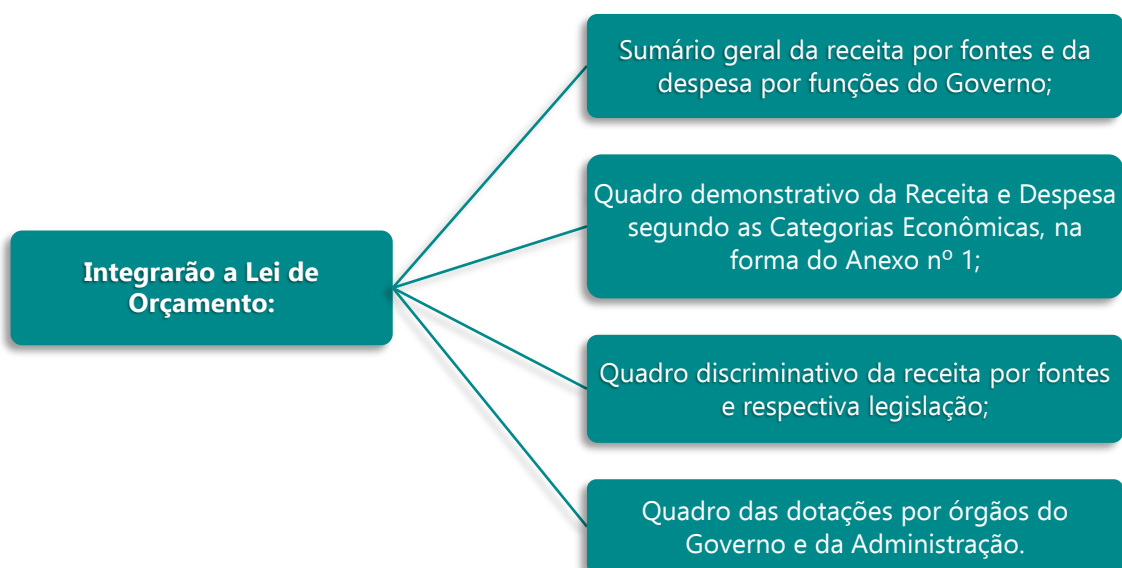 Integrarão a Lei de
Orçamento:
Sumário geral da receita por fontes e da
despesa por funções do Governo;
Quadro demonstrativo da Receita e Despesa
segundo as Categorias Econômicas, na
forma do Anexo nº 1;
Quadro discriminativo da receita por fontes
e respectiva legislação;
Quadro das dotações por órgãos do
Governo e da Administração.